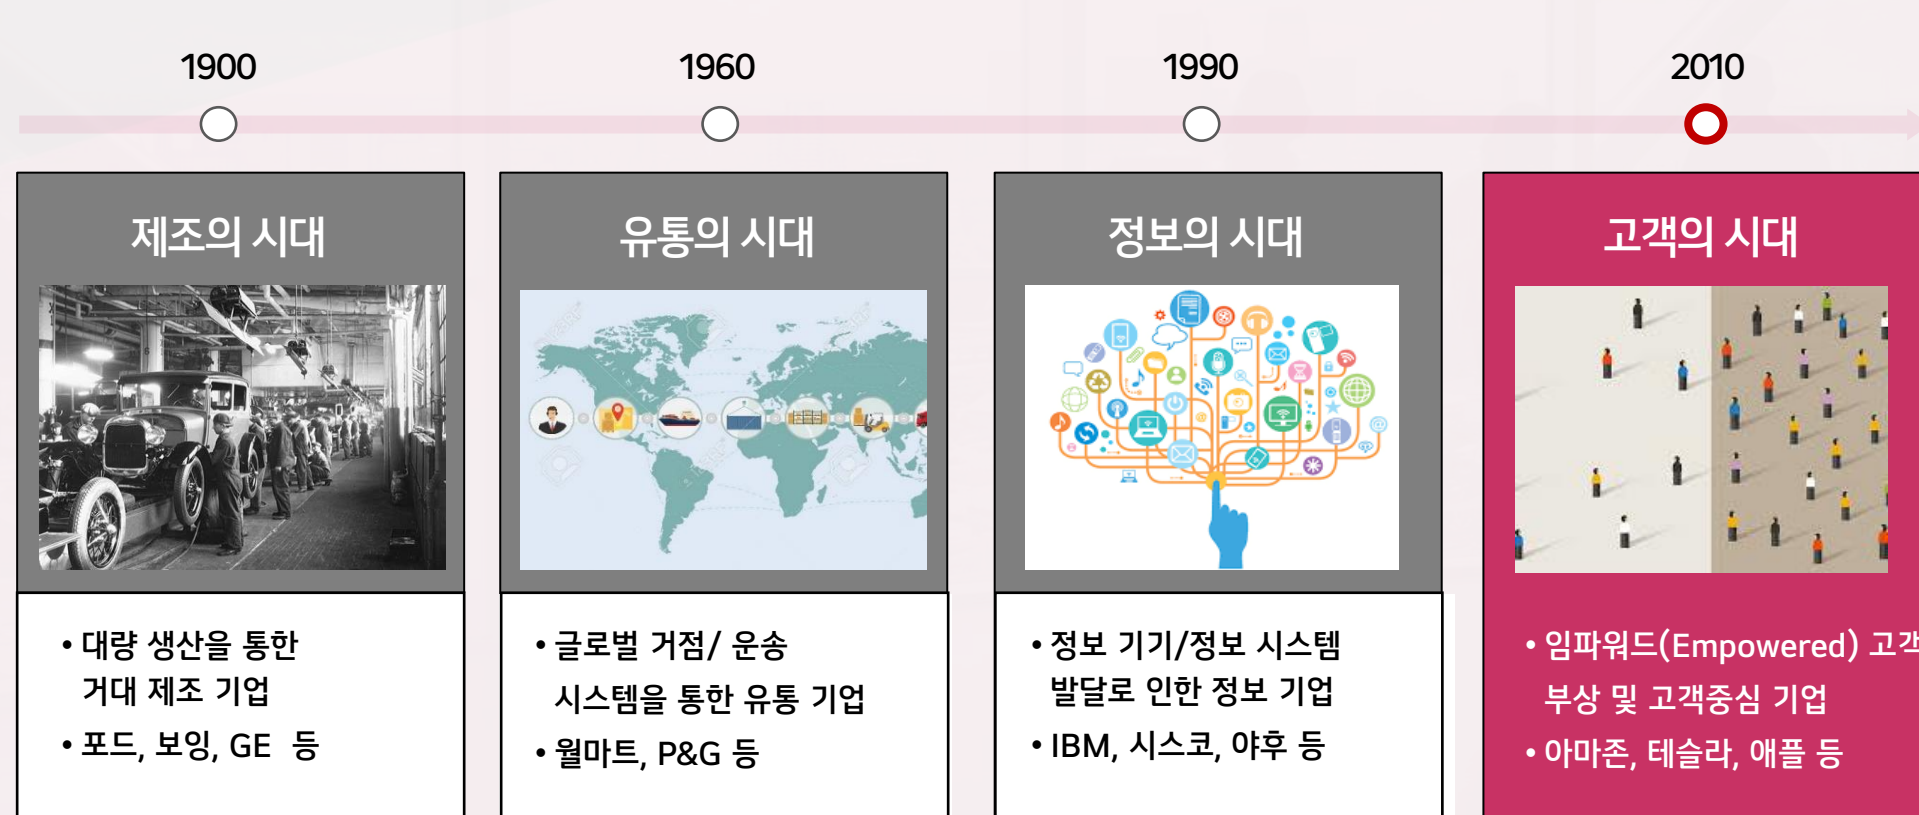 1900
1960
1990
2010
제조의 시대
유통의 시대
정보의 시대
고객의 시대
• 대량 생산을 통한
거대 제조 기업
• 포드, 보잉, GE 등
• 글로벌 거점/ 운송
시스템을 통한 유통 기업
• 월마트, P&G 등
• 정보 기기/정보 시스템
발달로 인한 정보 기업
• IBM, 시스코, 야후 등
• 임파워드(Empowered) 고객
부상 및 고객중심 기업
• 아마존, 테슬라, 애플 등